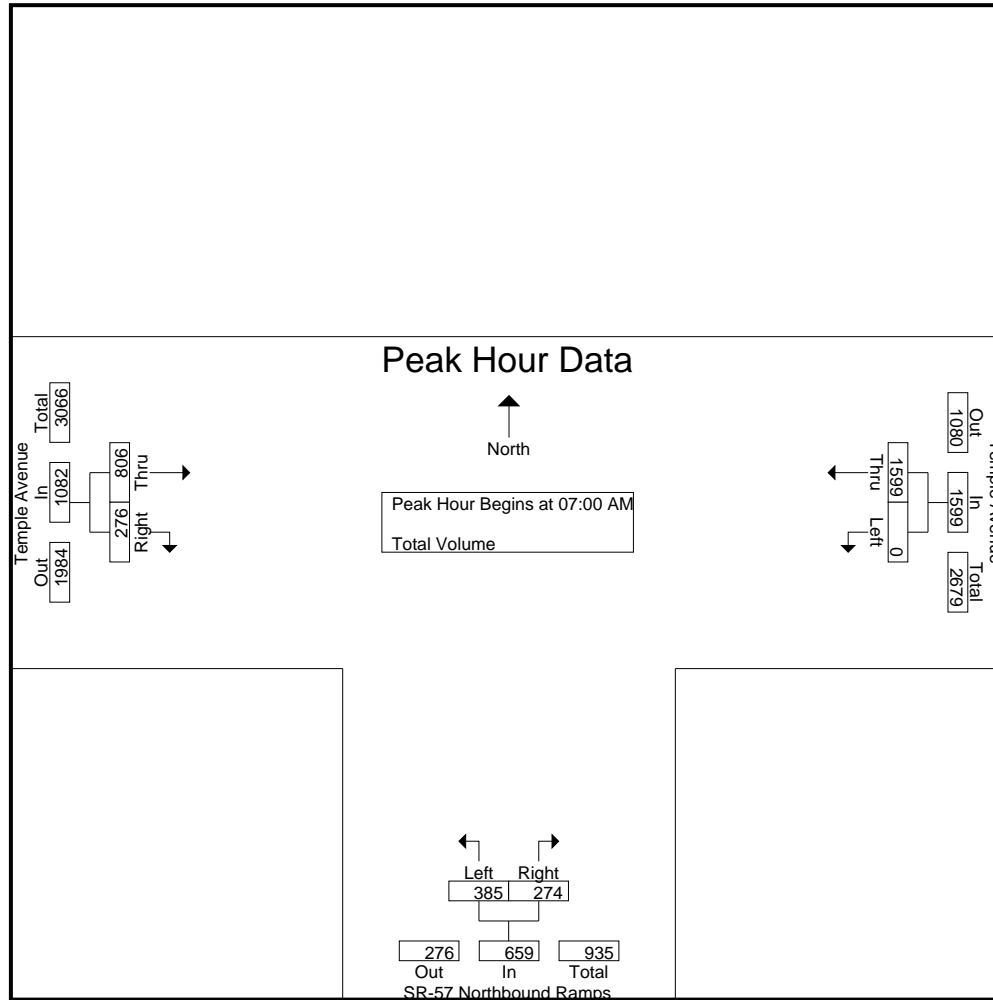 Peak Hour Data
North
Peak Hour Begins at 07:00 AM
Total Volume
Temple Avenue
Total
3066
In
1082
Out
1984
806
Thru
276
Right
Out
1080
In
1599
Total
2679
1599
Thru
0
Left
Left
Right
385
274
276
659
935
Out
In
Total
SR-57 Northbound Ramps